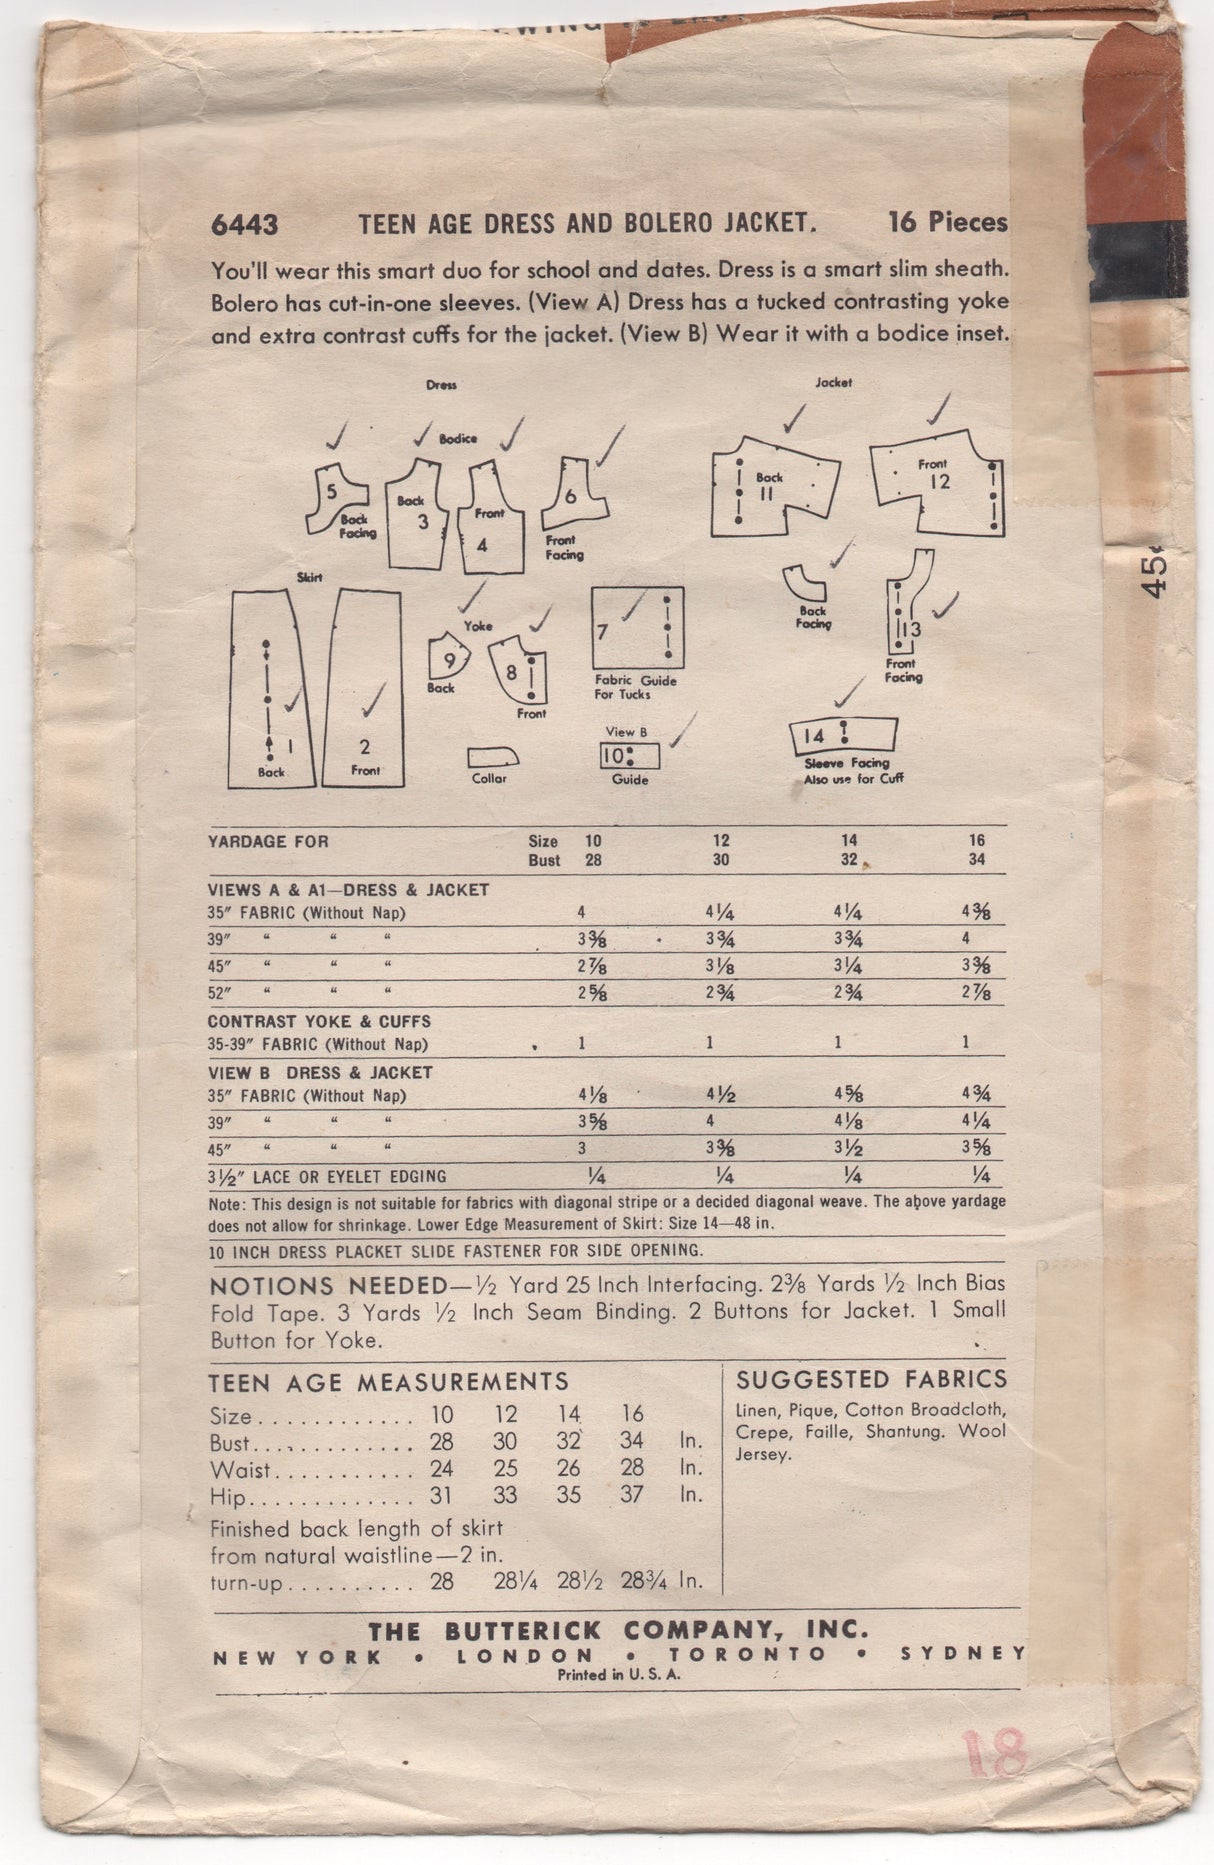 6443 TEEN AGE DRESS AND BOLERO JACKET. 16 Pieces
You'll wear this smart duo for school and dates. Dress is a smart slim sheath.
Bolero has cut-in-one sleeves. (View A) Dress has a tucked contrasting yoke
and extra contrast cuffs for the jacket. (View B) Wear it with a bodice inset.
Dress
Jacket
Bodice
5
Back
Facing
Back
3
Front
4
6
Front
Facing
Back
11
Front
12
Skirt
1
Back
2
Front
Yoke
9
Back
8
Front
7
Fabric Guide
For Tucks
Back
Facing
13
Front
Facing
Collar
View B
10
Guide
14
Sleeve Facing
Also use for Cuff
45¢
YARDAGE FOR Size 10 12 14 16
Bust 28 30 32 34
VIEWS A & A1—DRESS & JACKET
35" FABRIC (Without Nap) 4 4¼ 4¼ 4⅜
39" " " " 3⅜ 3¾ 3¾ 4
45" " " " 2⅞ 3⅛ 3¼ 3⅜
52" " " " 2⅝ 2¾ 2¾ 2⅞
CONTRAST YOKE & CUFFS
35-39" FABRIC (Without Nap) 1 1 1 1
VIEW B DRESS & JACKET
35" FABRIC (Without Nap) 4⅛ 4½ 4⅝ 4¾
39" " " " 3⅝ 4 4⅛ 4¼
45" " " " 3 3⅜ 3½ 3⅝
3½" LACE OR EYELET EDGING ¼ ¼ ¼ ¼
Note: This design is not suitable for fabrics with diagonal stripe or a decided diagonal weave. The above yardage
does not allow for shrinkage. Lower Edge Measurement of Skirt: Size 14—48 in.
10 INCH DRESS PLACKET SLIDE FASTENER FOR SIDE OPENING.
NOTIONS NEEDED—½ Yard 25 Inch Interfacing. 2⅜ Yards ½ Inch Bias
Fold Tape. 3 Yards ½ Inch Seam Binding. 2 Buttons for Jacket. 1 Small
Button for Yoke.
TEEN AGE MEASUREMENTS
Size............. 10 12 14 16
Bust............. 28 30 32 34 In.
Waist........... 24 25 26 28 In.
Hip............. 31 33 35 37 In.
Finished back length of skirt
from natural waistline—2 in.
turn-up.......... 28 28¼ 28½ 28¾ In.
SUGGESTED FABRICS
Linen, Pique, Cotton Broadcloth,
Crepe, Faille, Shantung. Wool
Jersey.
THE BUTTERICK COMPANY, INC.
NEW YORK • LONDON • TORONTO • SYDNEY
Printed in U. S. A.
18